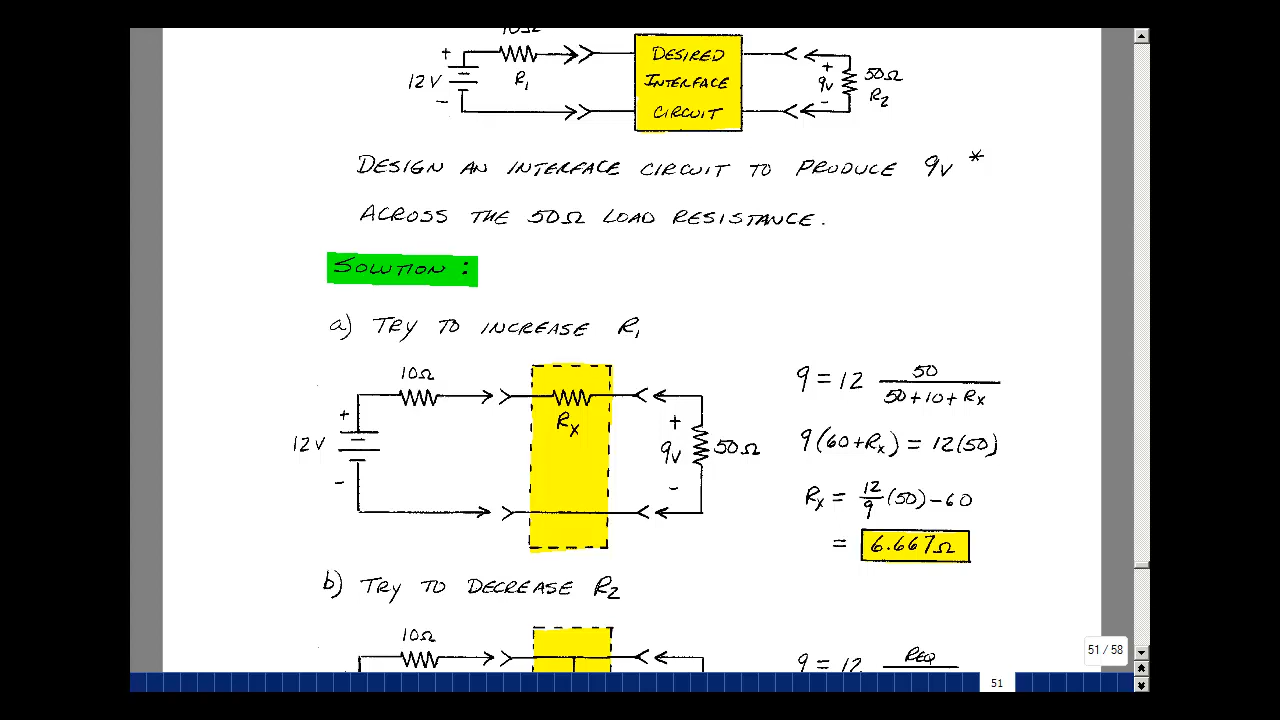 10Ω
+
12V
-
R1
DESIRED
INTERFACE
CIRCUIT
+
9V
-
50Ω
R2
DESIGN AN INTERFACE CIRCUIT TO PRODUCE 9V *
ACROSS THE 50Ω LOAD RESISTANCE.
SOLUTION:
a) TRY TO INCREASE R1
10Ω
+
12V
-
RX
+
9V
-
50Ω
9 = 12 50 / (50+10+RX)
9(60+RX) = 12(50)
RX = 12/9 (50) - 60
= 6.667Ω
b) TRY TO DECREASE R2
10Ω
9 = 12 REQ
51 / 58
51